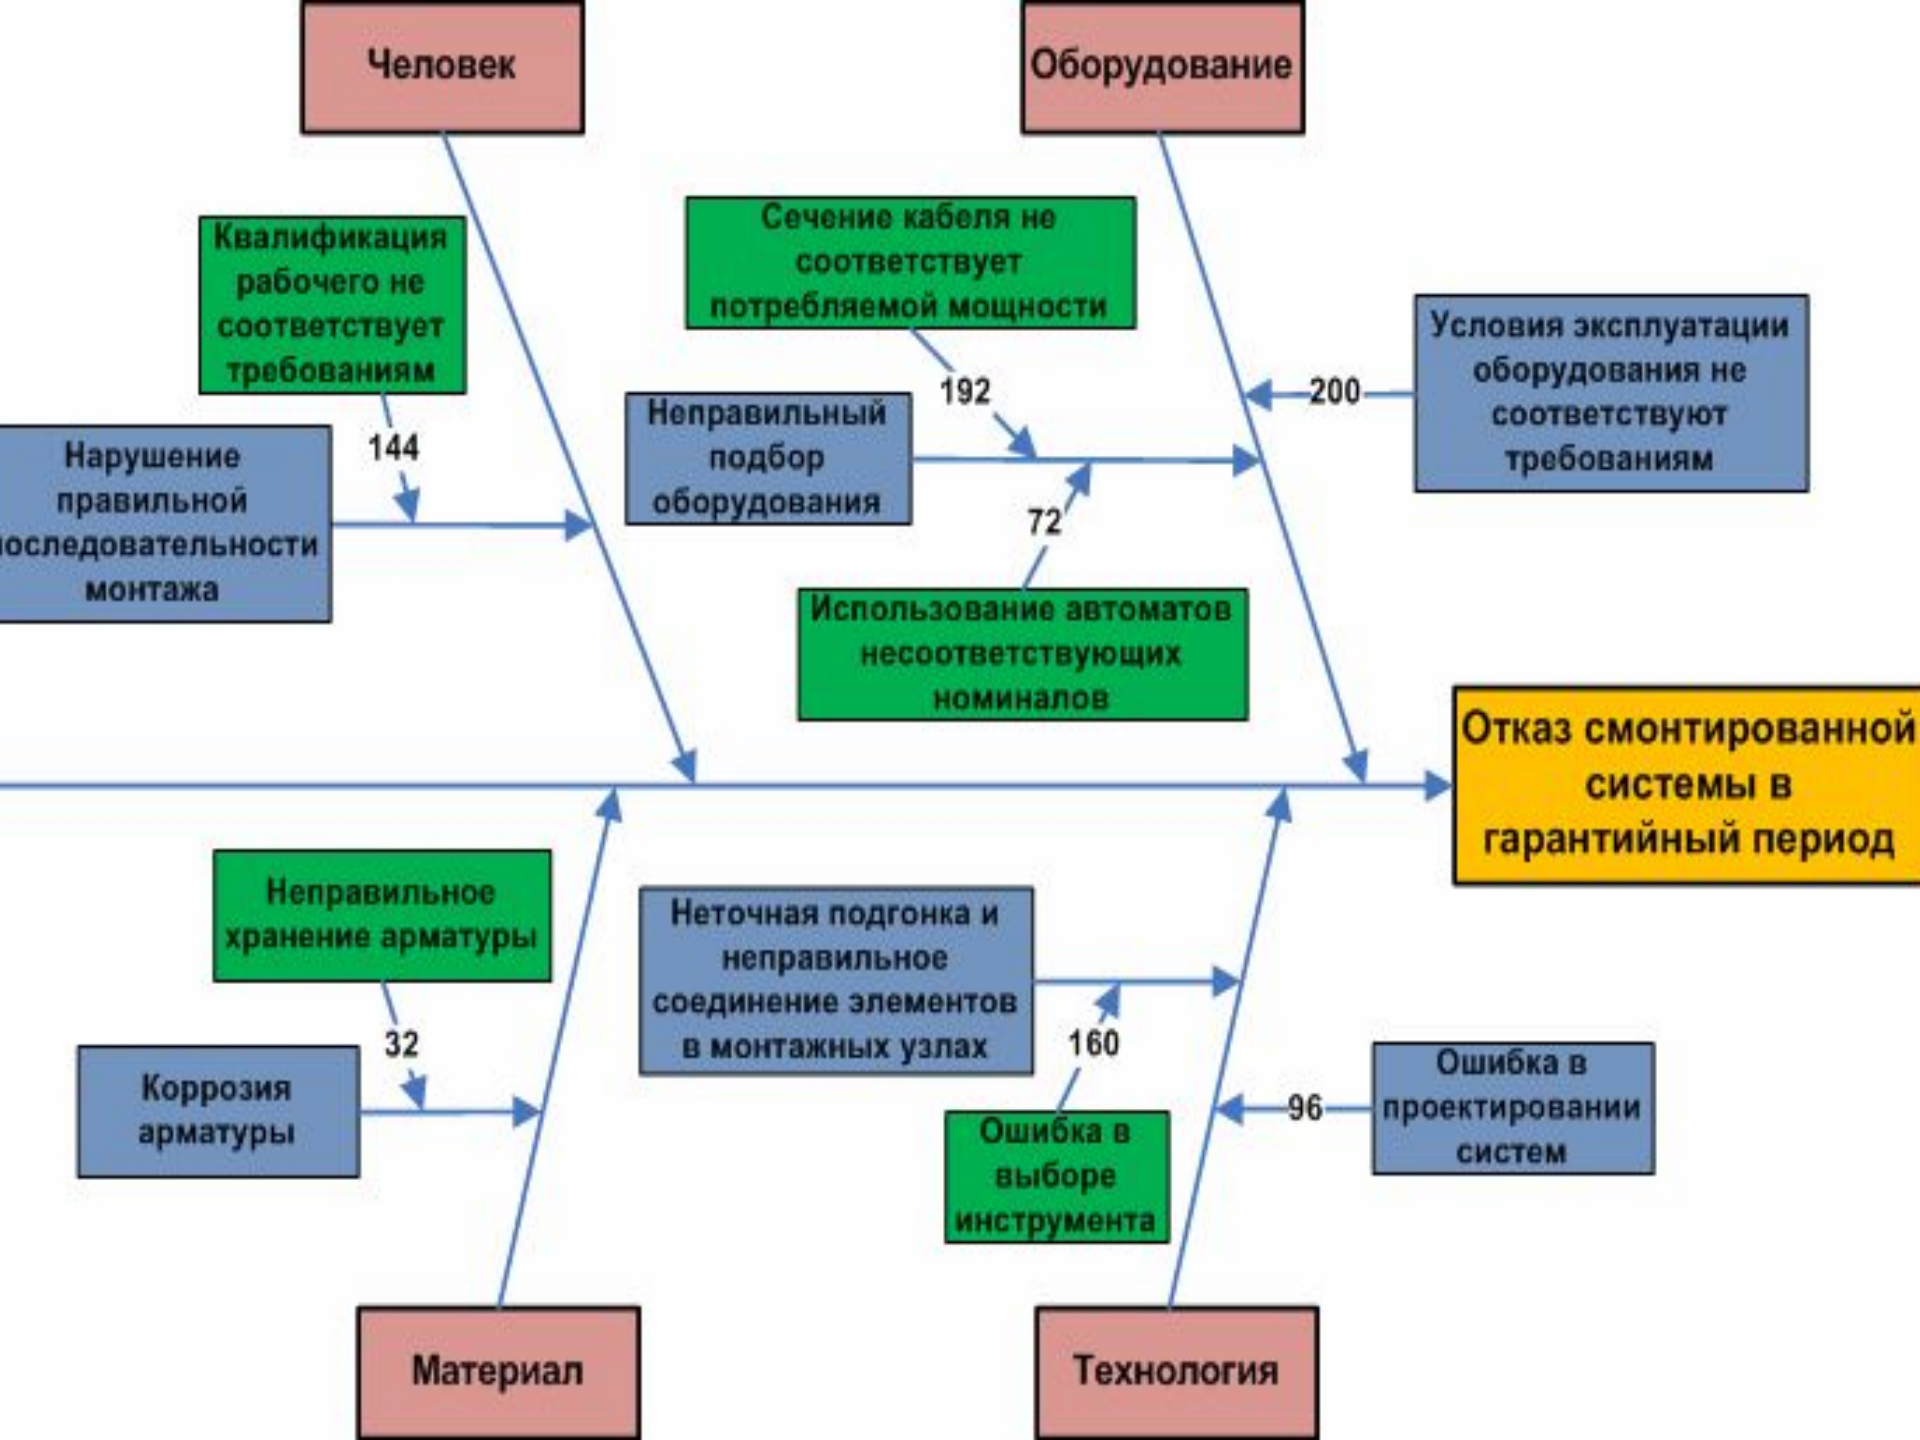 Человек
Оборудование
Квалификация
рабочего не
соответствует
требованиям
144
Нарушение
правильной
последовательности
монтажа
Сечение кабеля не
соответствует
потребляемой мощности
192
Неправильный
подбор
оборудования
72
Использование автоматов
несоответствующих
номиналов
200
Условия эксплуатации
оборудования не
соответствуют
требованиям
Отказ смонтированной
системы в
гарантийный период
Неправильное
хранение арматуры
32
Коррозия
арматуры
Неточная подгонка и
неправильное
соединение элементов
в монтажных узлах
160
Ошибка в
выборе
инструмента
96
Ошибка в
проектировании
систем
Материал
Технология